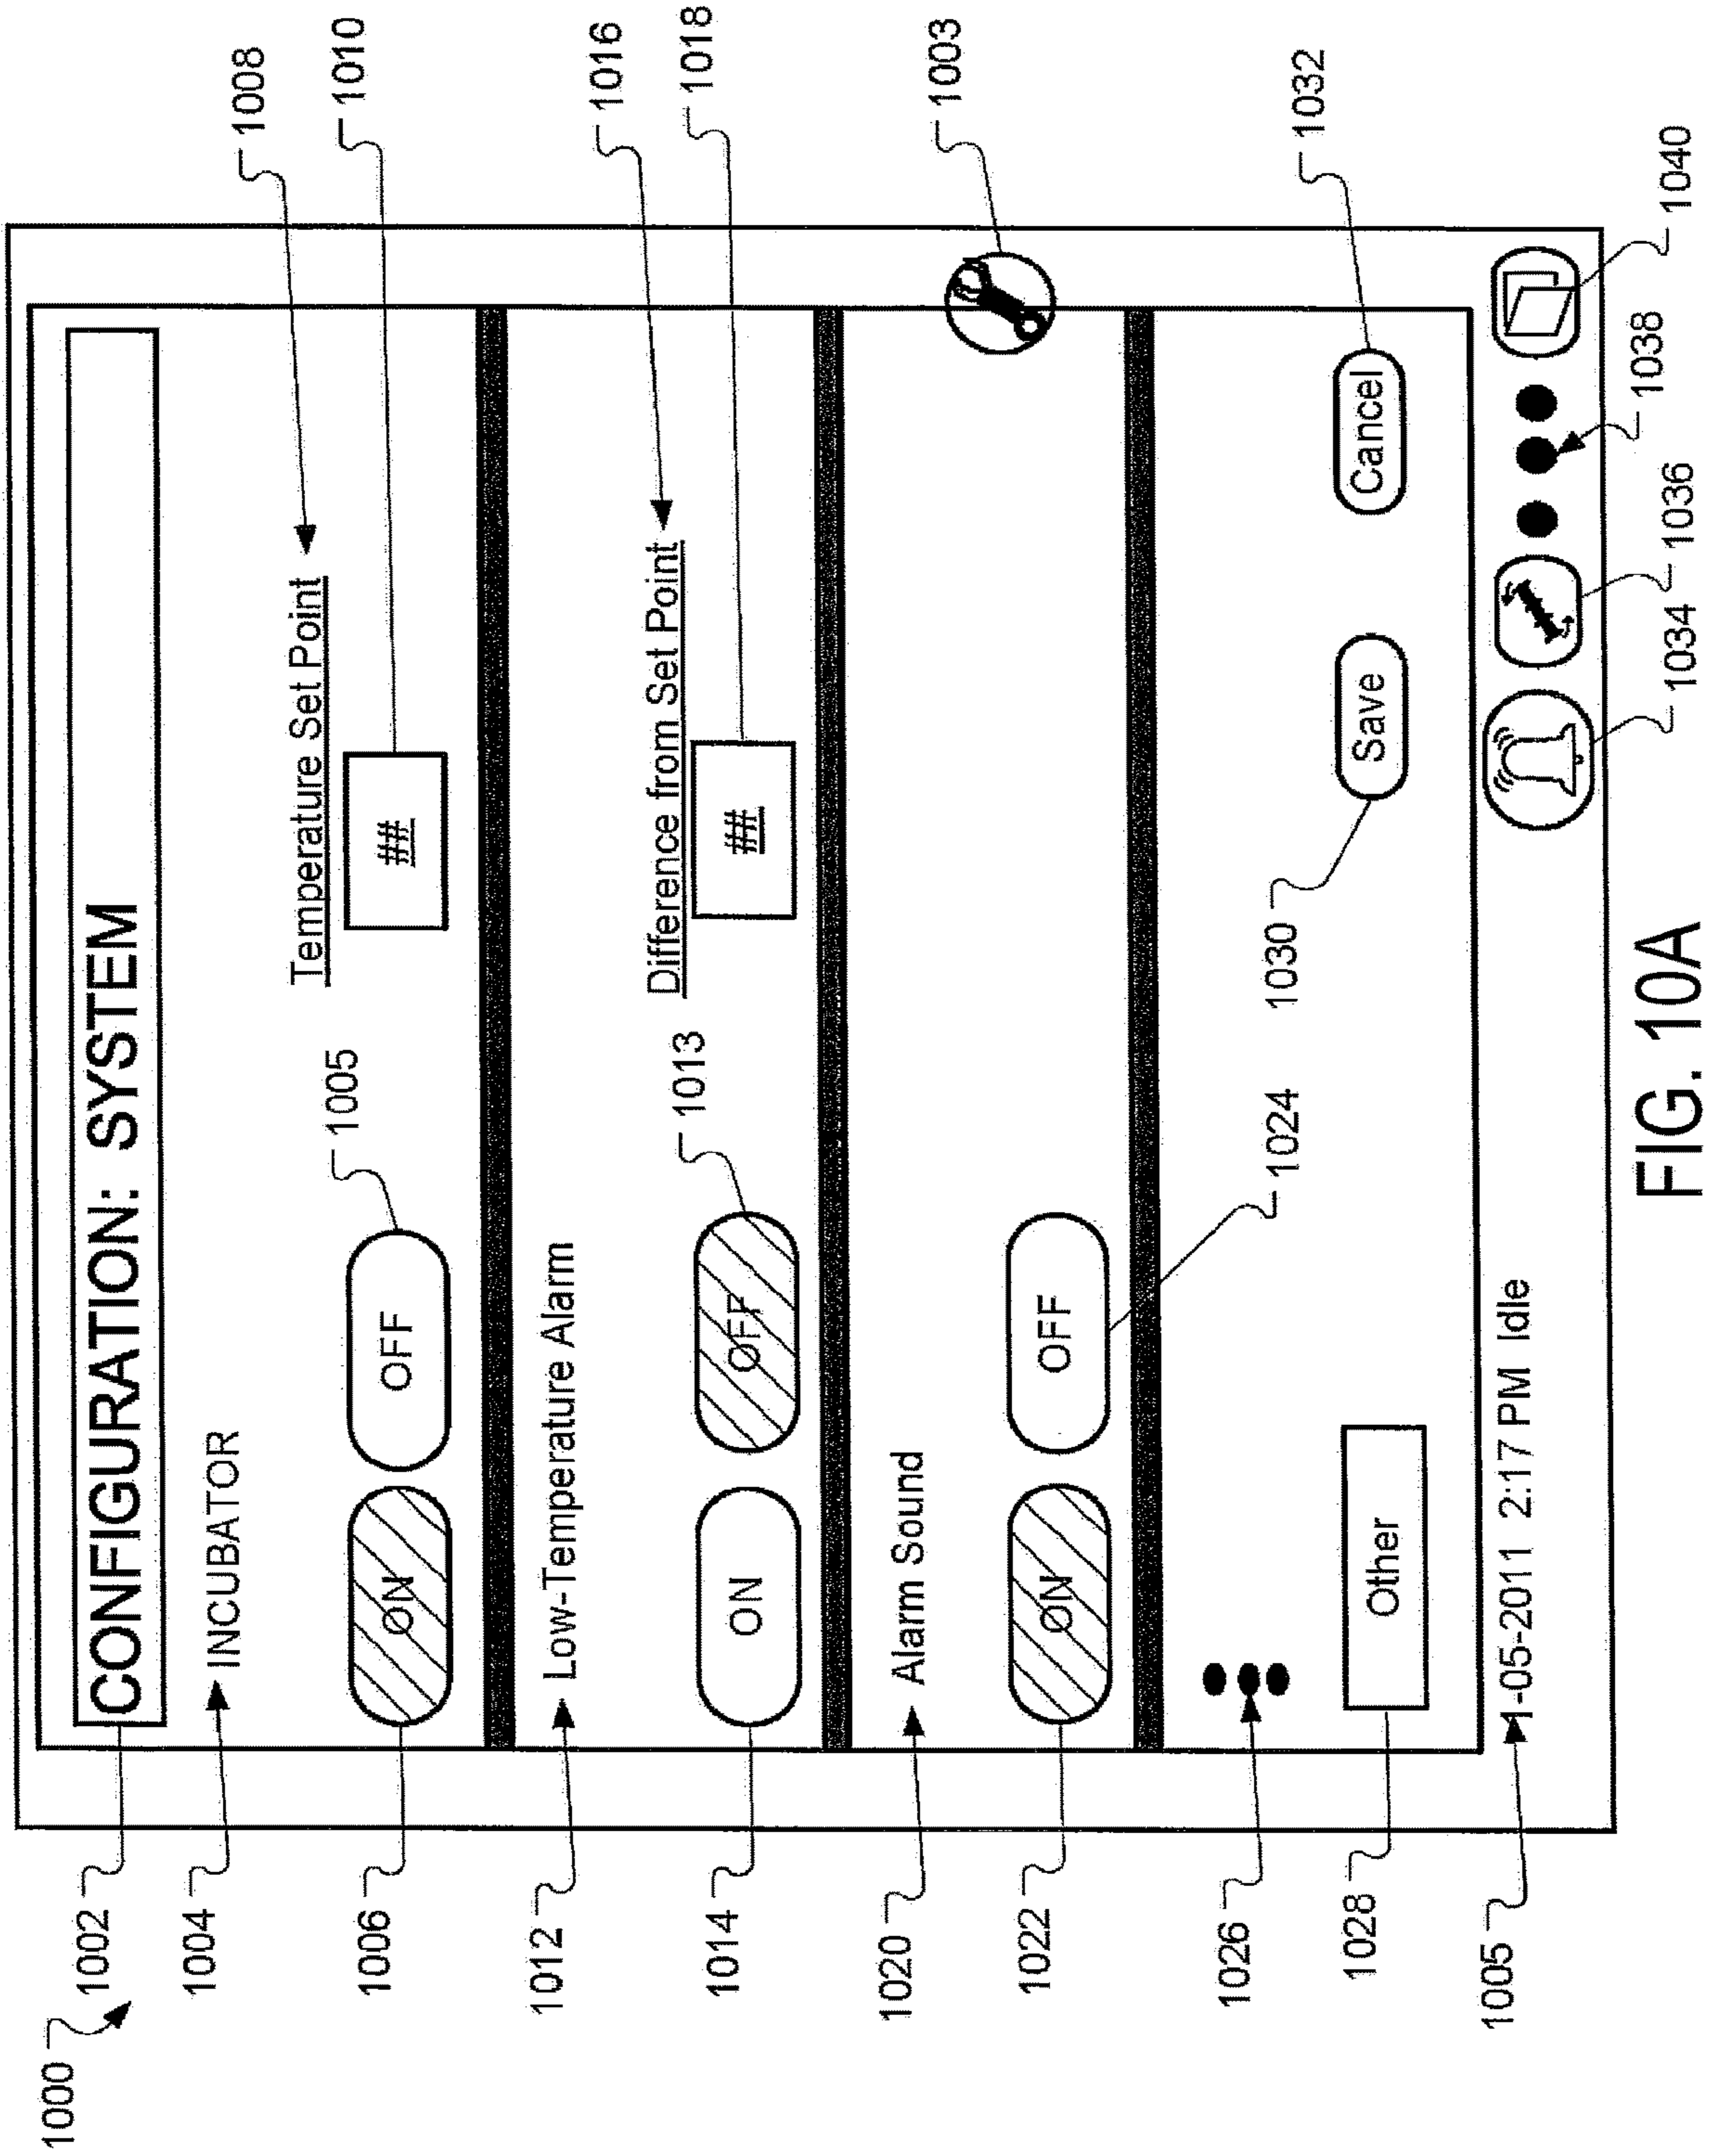 1000
1002
CONFIGURATION: SYSTEM
1004
INCUBATOR
1008
Temperature Set Point
1005
1006
ON
OFF
##
1010
1012
Low-Temperature Alarm
1016
Difference from Set Point
1013
1014
ON
OFF
##
1018
1020
Alarm Sound
1003
1022
ON
OFF
1024
1026
1030
1032
1028
Other
Save
Cancel
1005
1-05-2011 2:17 PM Idle
1034
1036
1038
1040
FIG. 10A